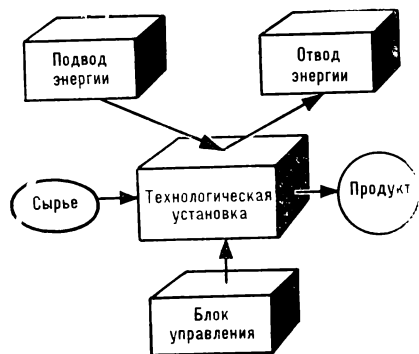 Подвод
энергии
Отвод
энергии
Сырье
Технологическая
установка
Продукт
Блок
управления